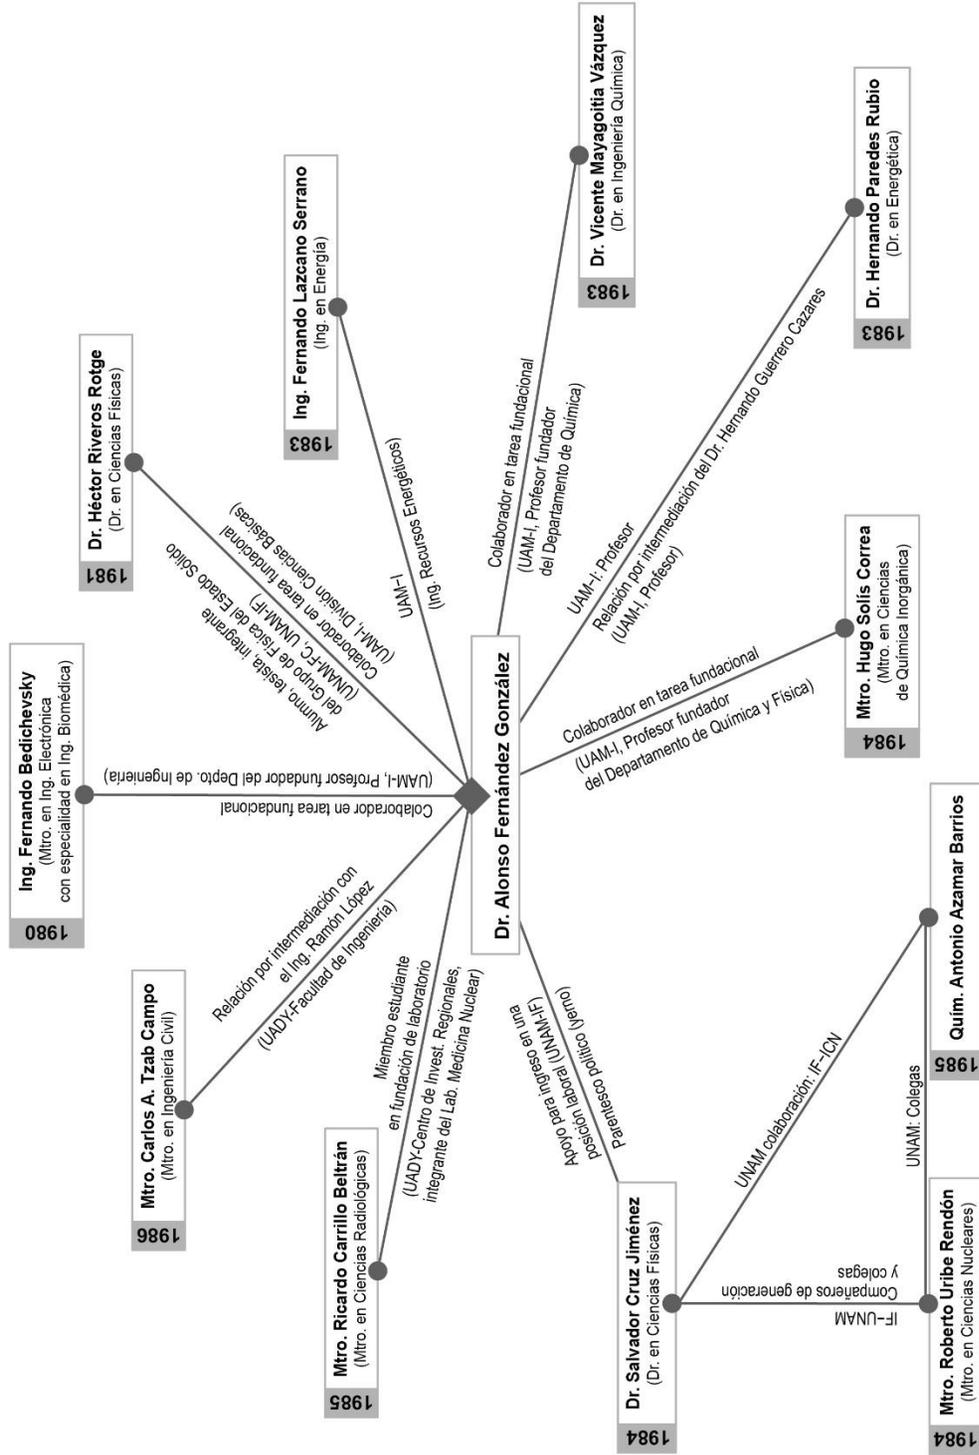 1980
Ing. Fernando Bedichevsky
(Mtro. en Ing. Electrónica
con especialidad en Ing. Biomédica)
1981
Dr. Héctor Riveros Rotge
(Dr. en Ciencias Físicas)
1983
Ing. Fernando Lazcano Serrano
(Ing. en Energía)
1983
Dr. Vicente Mayagoitia Vázquez
(Dr. en Ingeniería Química)
1983
Dr. Hernando Paredes Rubio
(Dr. en Energética)
1984
Mtro. Hugo Solís Correa
(Mtro. en Ciencias
de Química Inorgánica)
1986
Mtro. Carlos A. Tzab Campo
(Mtro. en Ingeniería Civil)
1985
Mtro. Ricardo Carrillo Beltrán
(Mtro. en Ciencias Radiológicas)
1984
Dr. Salvador Cruz Jiménez
(Dr. en Ciencias Físicas)
1984
Mtro. Roberto Uribe Rendón
(Mtro. en Ciencias Nucleares)
1985
Quím. Antonio Azamar Barrios
Dr. Alonso Fernández González
Colaborador en tarea fundacional
(UAM-I, Profesor fundador del Depto. de Ingeniería)
Alumno, tesista, integrante
del Grupo de Física del Estado Sólido
(UNAM-FC, UNAM-IF)
Colaborador en tarea fundacional
(UAM-I, División Ciencias Básicas)
UAM-I
(Ing. Recursos Energéticos)
Colaborador en tarea fundacional
(UAM-I, Profesor fundador
del Departamento de Química)
UAM-I: Profesor
Relación por intermediación del Dr. Hernando Guerrero Cazares
(UAM-I, Profesor)
Colaborador en tarea fundacional
(UAM-I, Profesor fundador
del Departamento de Química y Física)
Relación por intermediación con
el Ing. Ramón López
(UADY-Facultad de Ingeniería)
Miembro estudiante
en fundación de laboratorio
(UADY-Centro de Invest. Regionales,
integrante del Lab. Medicina Nuclear)
Apoyo para ingreso en una
posición laboral (UNAM-IF)
Parentesco político (yerno)
UNAM colaboración: IF-ICN
Compañeros de generación
y colegas
IF-UNAM
UNAM: Colegas